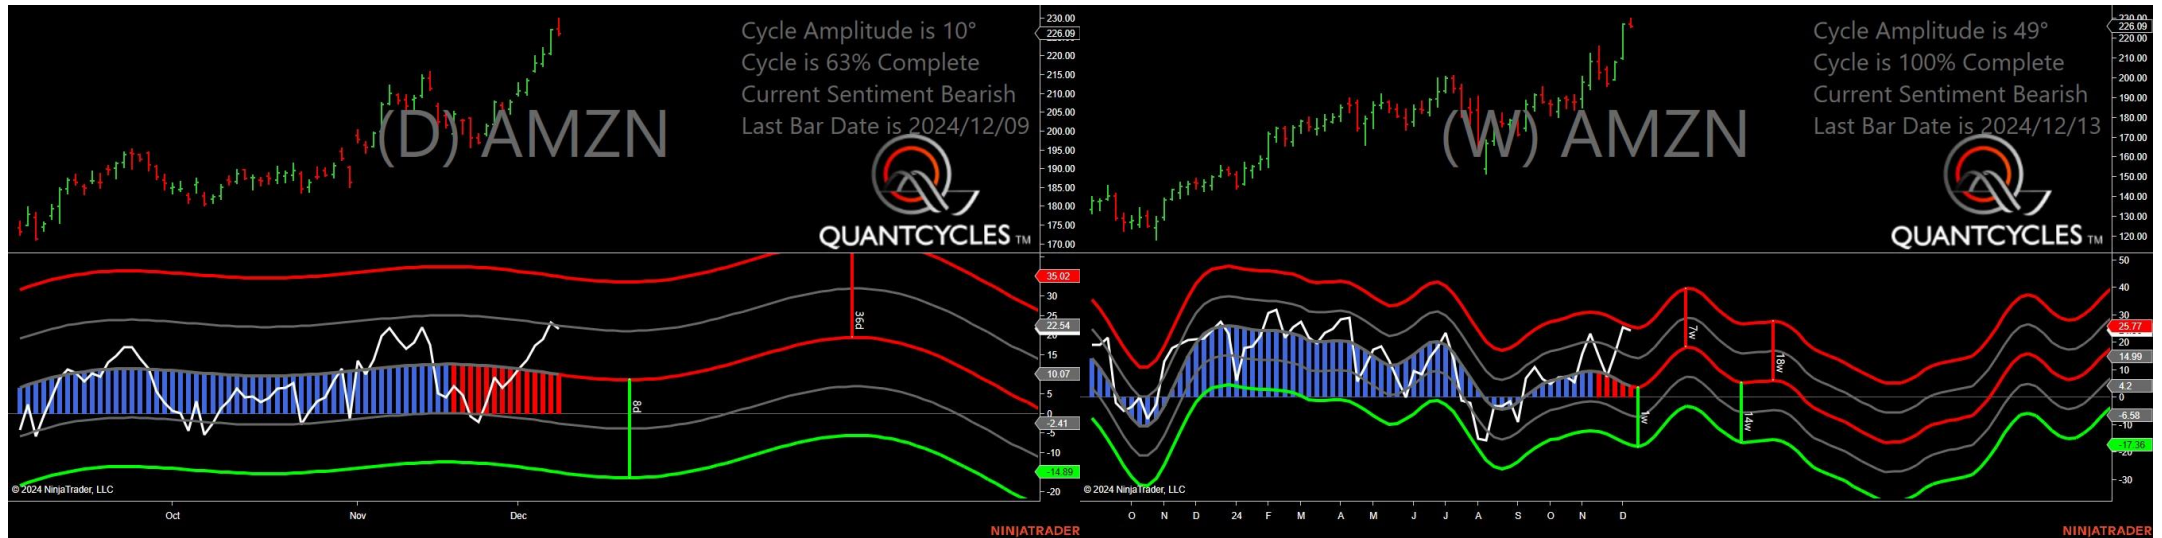 Cycle Amplitude is 10°
Cycle is 63% Complete
Current Sentiment Bearish
Last Bar Date is 2024/12/09
(D) AMZN
QUANTCYCLES TM
230.00
226.09
220.00
215.00
210.00
205.00
200.00
195.00
190.00
185.00
180.00
175.00
170.00
35.02
30
25
22.54
15
10.07
5
0
-2.41
-5
-10
-14.89
-20
36d
8d
© 2024 NinjaTrader, LLC
Oct Nov Dec
NINJATRADER
Cycle Amplitude is 49°
Cycle is 100% Complete
Current Sentiment Bearish
Last Bar Date is 2024/12/13
(W) AMZN
QUANTCYCLES TM
230.00
226.09
220.00
210.00
200.00
190.00
180.00
170.00
160.00
150.00
140.00
130.00
120.00
50
40
30
25.77
20
14.99
10
4.2
0
-6.58
-10
-17.36
-20
-30
7w
18w
1w
14w
© 2024 NinjaTrader, LLC
O N D 24 F M A M J J A S O N D
NINJATRADER